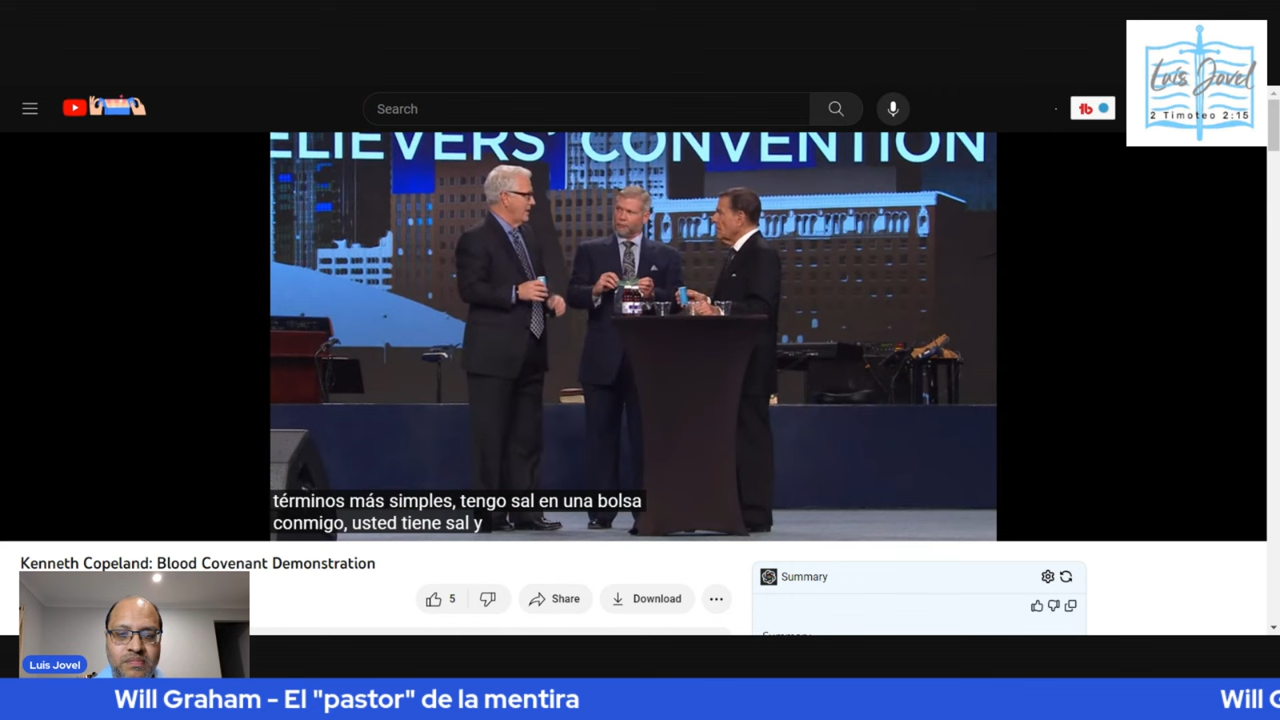 Luis Jovel
2 Timoteo 2:15
Search
ELIEVERS' CONVENTION
términos más simples, tengo sal en una bolsa
conmigo, usted tiene sal y
Kenneth Copeland: Blood Covenant Demonstration
5
Share
Download
Summary
Luis Jovel
Will Graham - El "pastor" de la mentira
Will